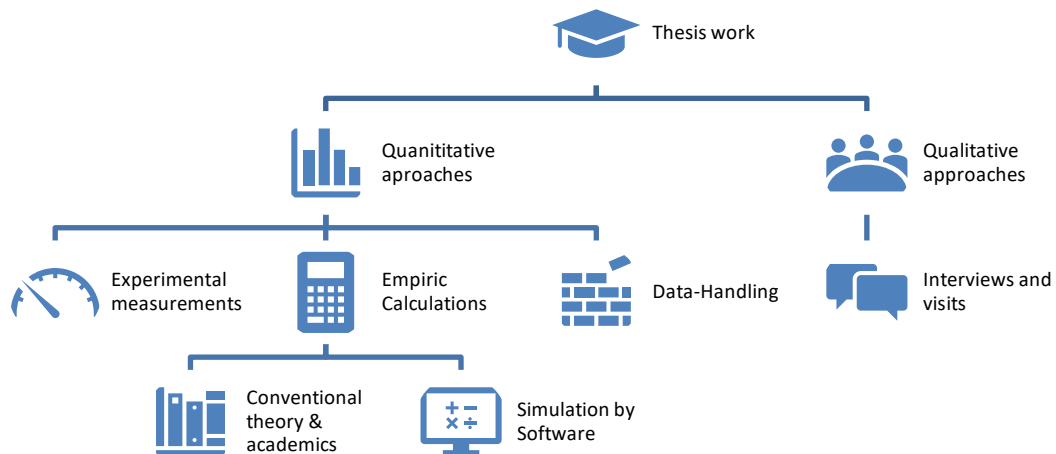 Thesis work
Quanititative
aproaches
Qualitative
approaches
Experimental
measurements
Empiric
Calculations
Data-Handling
Interviews and
visits
Conventional
theory &
academics
Simulation by
Software